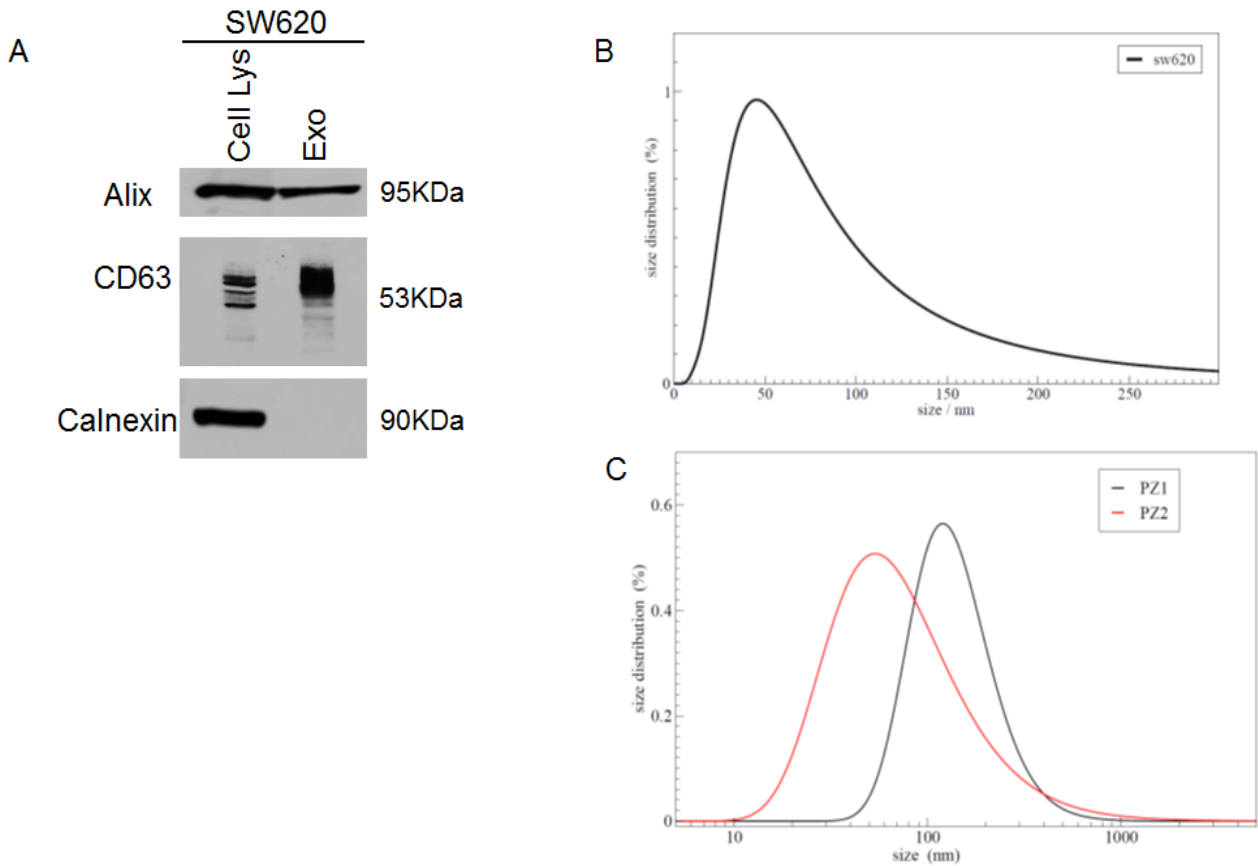 A
SW620
Cell Lys
Exo
Alix
95KDa
CD63
53KDa
Calnexin
90KDa
B
sw620
size distribution (%)
1
0
0
50
100
150
200
250
size / nm
C
PZ1
PZ2
size distribution (%)
0.6
0.4
0.2
0
10
100
1000
size (nm)